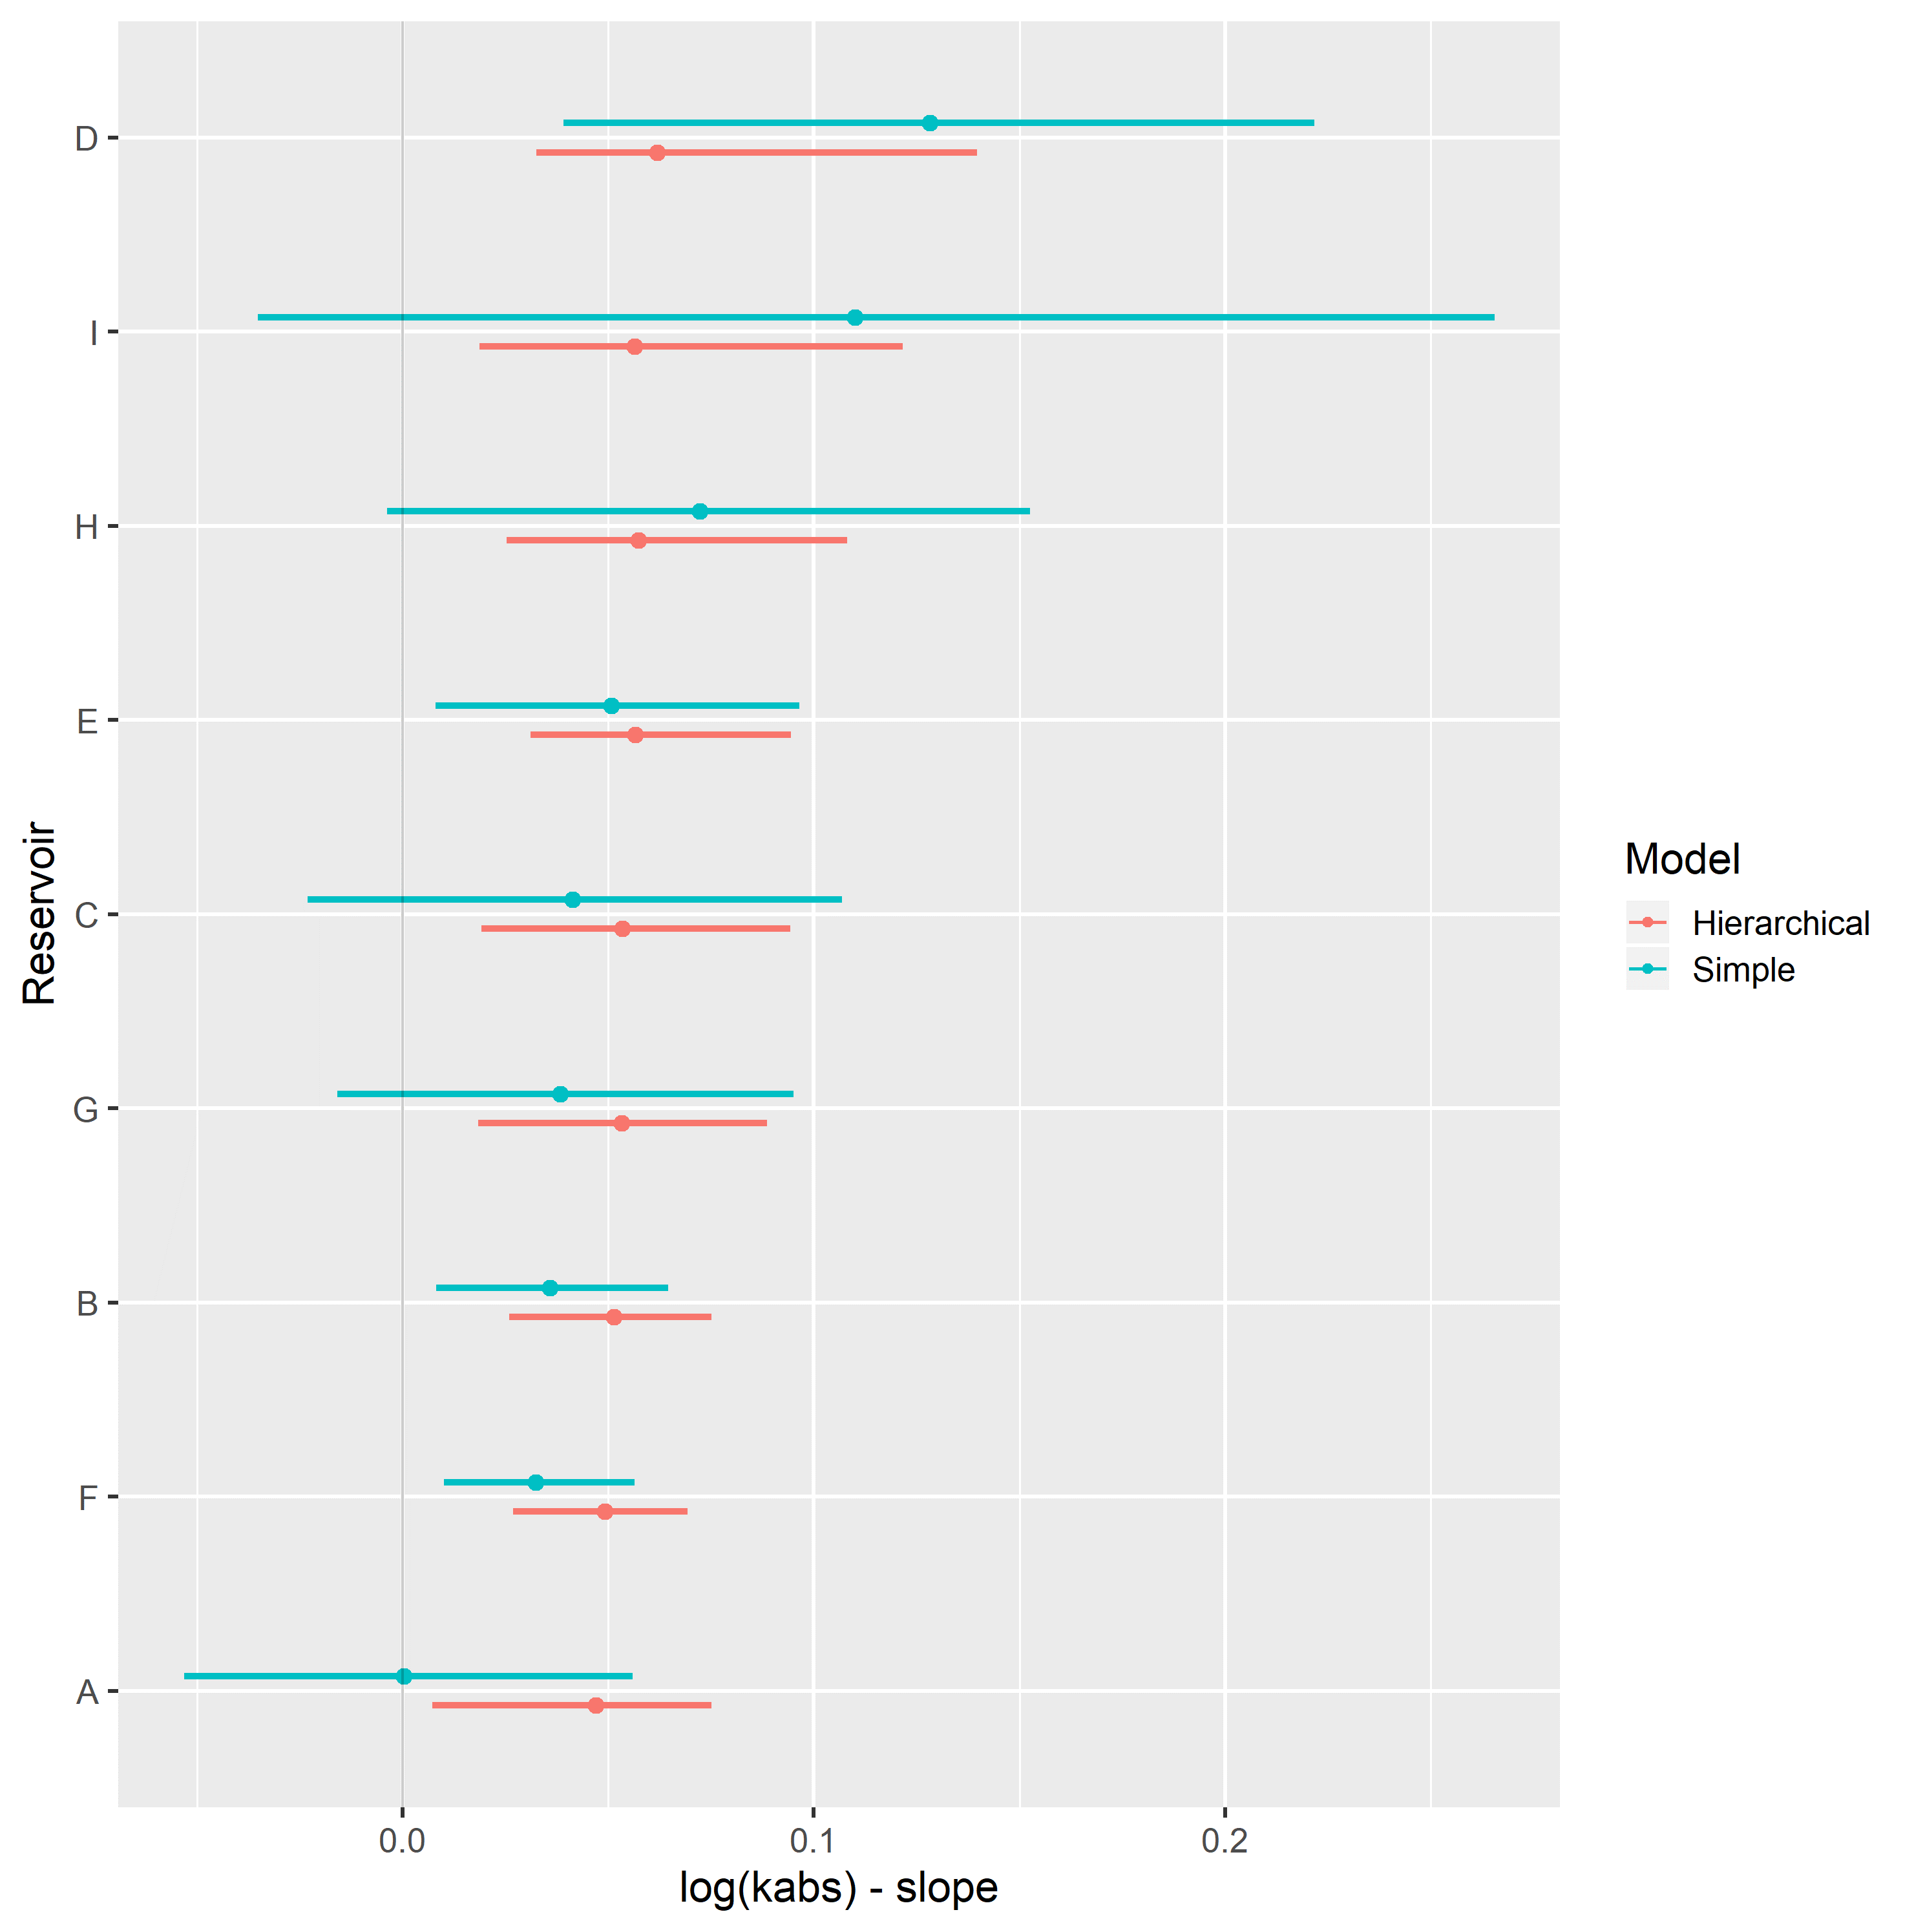 Reservoir
D
I
H
E
C
G
B
F
A
0.0 0.1 0.2
log(kabs) - slope
Model
Hierarchical
Simple